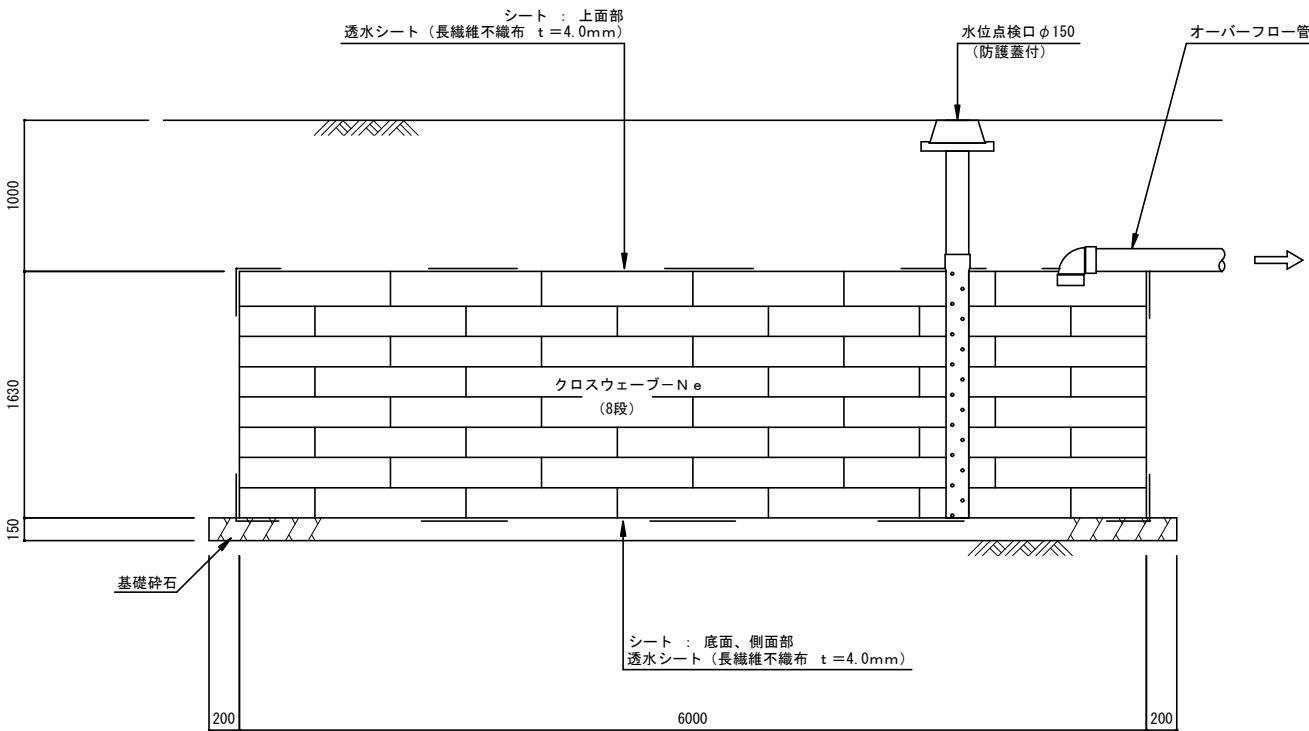 シート ： 上面部
透水シート（長繊維不織布 ｔ＝4.0mm）
水位点検口φ150
（防護蓋付）
オーバーフロー管
1000
1630
150
クロスウェーブ－Ｎｅ
（8段）
基礎砕石
シート ： 底面、側面部
透水シート（長繊維不織布 ｔ＝4.0mm）
200
6000
200